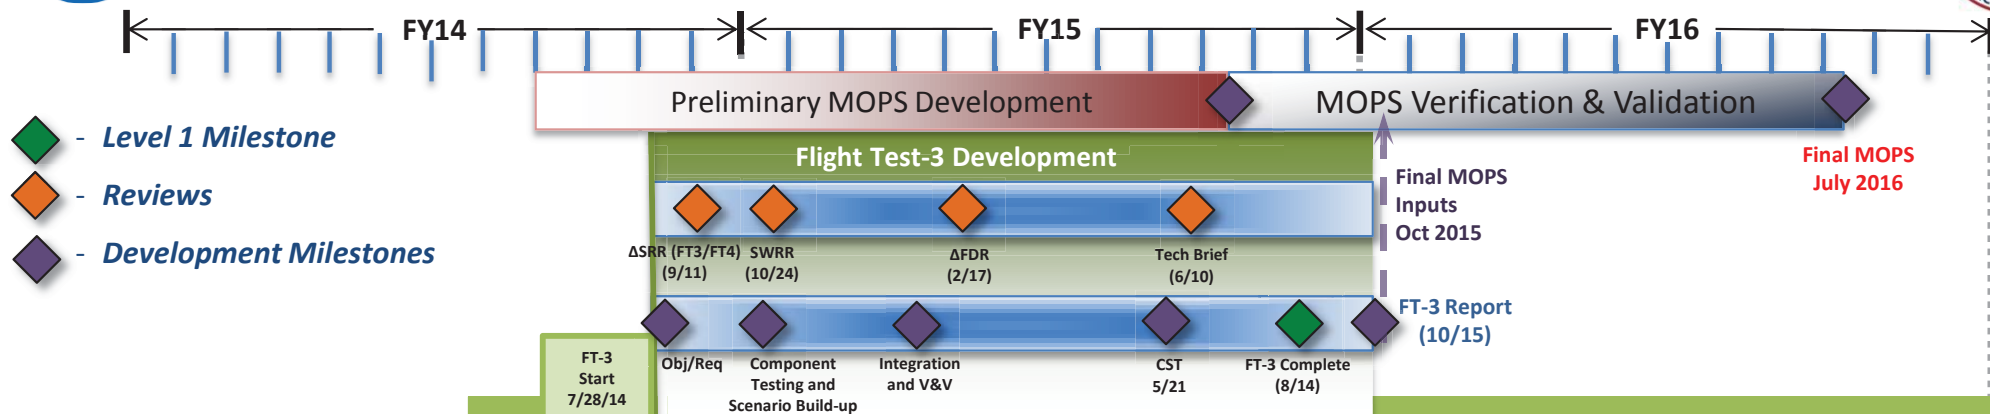 FY14
FY15
FY16
Preliminary MOPS Development
MOPS Verification & Validation
- Level 1 Milestone
- Reviews
- Development Milestones
Flight Test-3 Development
Final MOPS
July 2016
Final MOPS
Inputs
Oct 2015
ΔSRR (FT3/FT4)
(9/11)
SWRR
(10/24)
ΔFDR
(2/17)
Tech Brief
(6/10)
FT-3 Report
(10/15)
FT-3
Start
7/28/14
Obj/Req
Component
Testing and
Scenario Build-up
Integration
and V&V
CST
5/21
FT-3 Complete
(8/14)